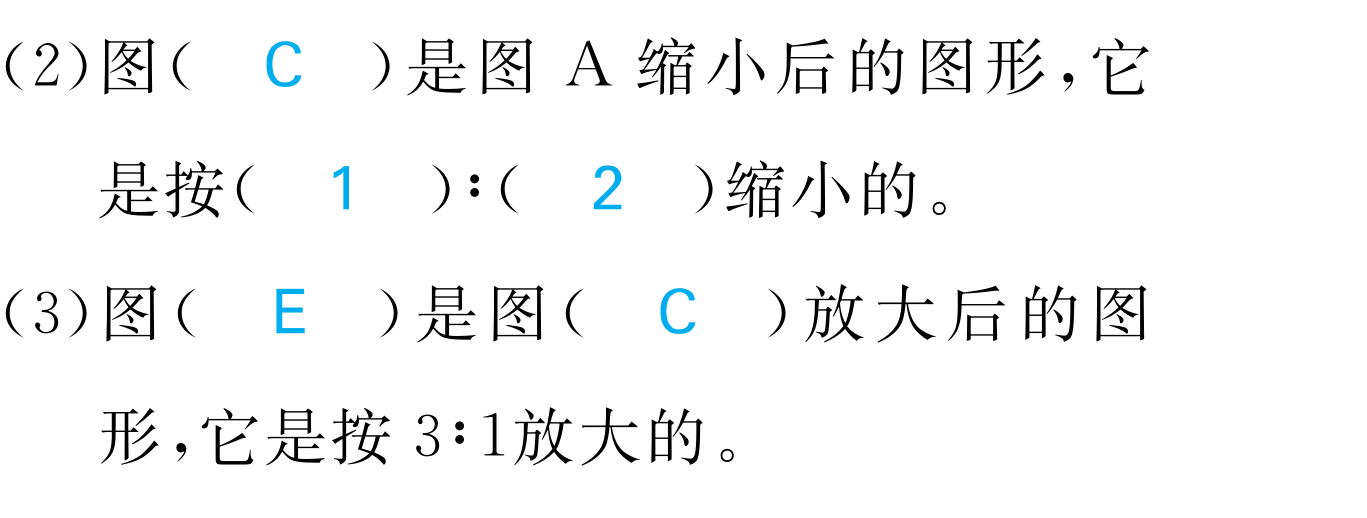 (2)图( C )是图 A 缩小后的图形,它
是按( 1 )∶( 2 )缩小的。
(3)图( E )是图( C )放大后的图
形,它是按 3∶1放大的。